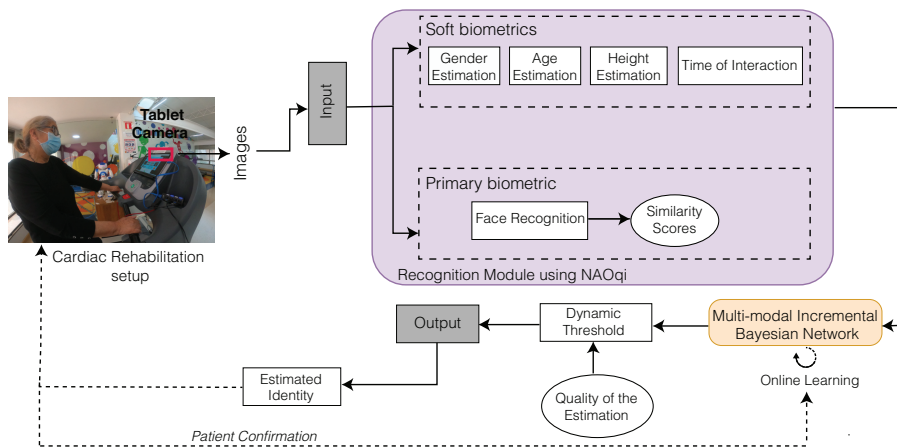 Soft biometrics
Gender
Estimation
Age
Estimation
Height
Estimation
Time of Interaction
Input
Tablet
Camera
Images
Primary biometric
Face Recognition
Similarity
Scores
Cardiac Rehabilitation
setup
Recognition Module using NAOqi
Output
Dynamic
Threshold
Multi-modal Incremental
Bayesian Network
Online Learning
Estimated
Identity
Quality of the
Estimation
Patient Confirmation